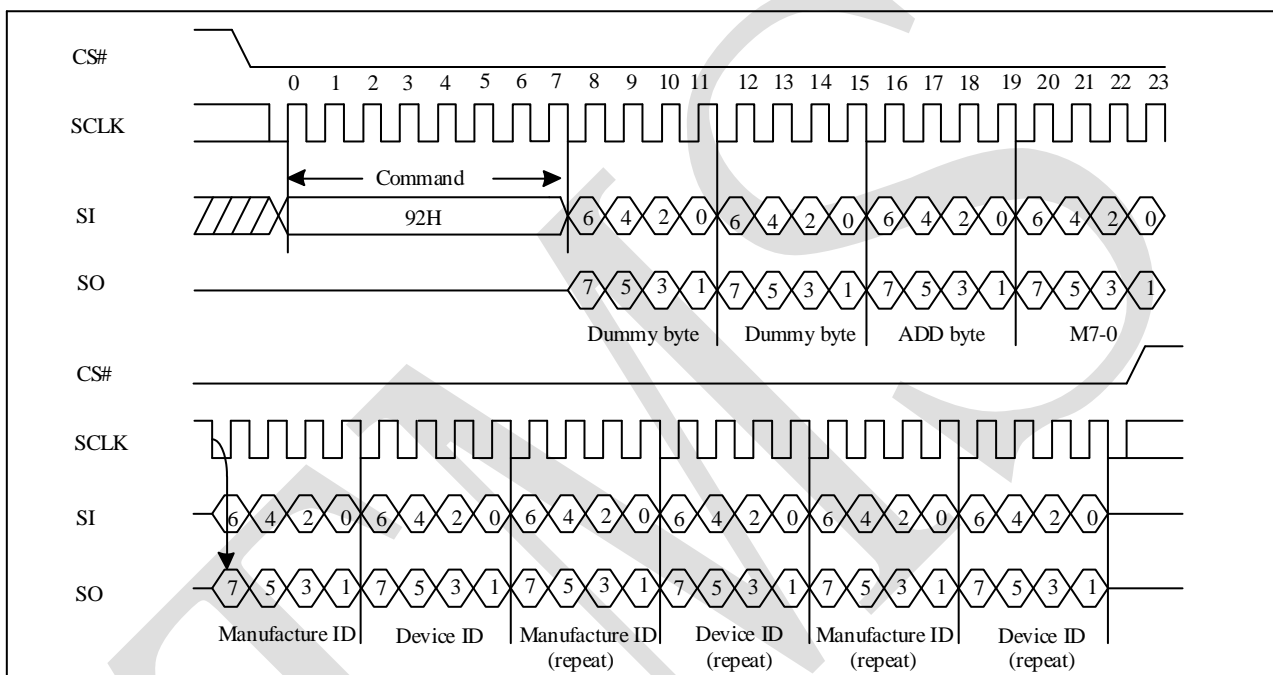 CS#
0 1 2 3 4 5 6 7 8 9 10 11 12 13 14 15 16 17 18 19 20 21 22 23
SCLK
Command
SI 92H 6 4 2 0 6 4 2 0 6 4 2 0 6 4 2 0
SO 7 5 3 1 7 5 3 1 7 5 3 1 7 5 3 1
Dummy byte Dummy byte ADD byte M7-0
CS#
SCLK
SI 6 4 2 0 6 4 2 0 6 4 2 0 6 4 2 0 6 4 2 0 6 4 2 0
SO 7 5 3 1 7 5 3 1 7 5 3 1 7 5 3 1 7 5 3 1 7 5 3 1
Manufacture ID Device ID Manufacture ID Device ID Manufacture ID Device ID
(repeat) (repeat) (repeat) (repeat)